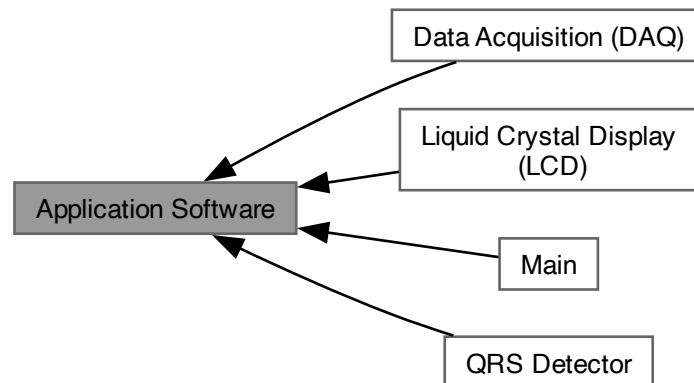 Data Acquisition (DAQ)
Liquid Crystal Display
(LCD)
Application Software
Main
QRS Detector